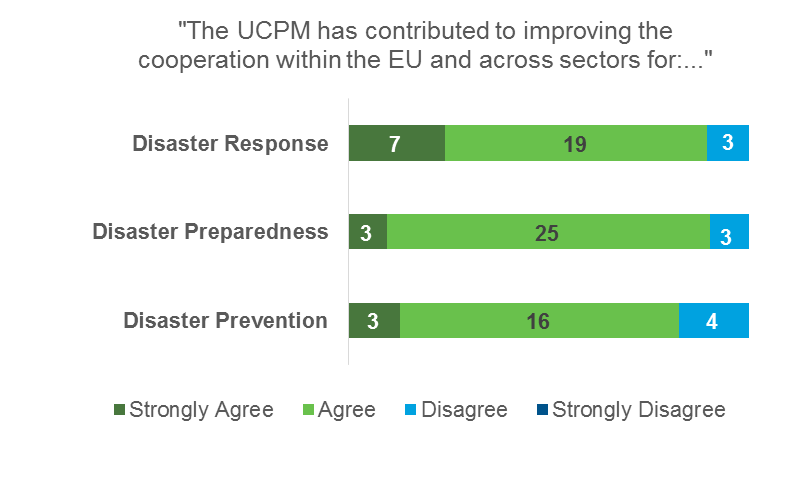 "The UCPM has contributed to improving the
cooperation within the EU and across sectors for:..."
Disaster Response
7
19
3
Disaster Preparedness
3
25
3
Disaster Prevention
3
16
4
Strongly Agree
Agree
Disagree
Strongly Disagree